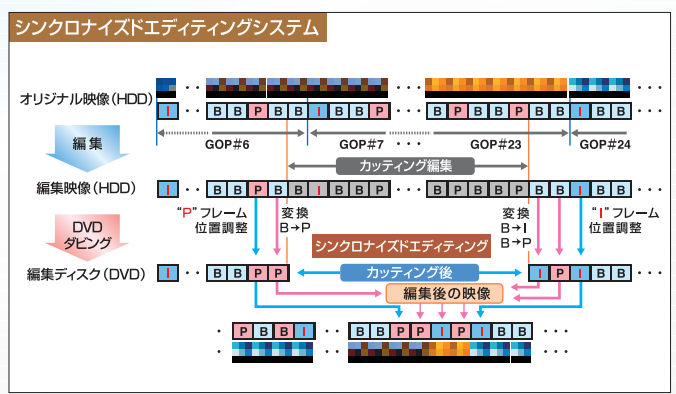 シンクロナイズドエディティングシステム
オリジナル映像(HDD)
I ・・ B B P B B I B B P ・・・ B P B B P B B I B B ・・・
GOP#6 GOP#7 ・・・ GOP#23 GOP#24
編集
カッティング編集
編集映像(HDD)
I ・・ B B P B B I B B P ・・・ B P B B P B B I B B ・・・
DVD
ダビング
“P”フレーム
位置調整
変換
B→P
変換
B→I
B→P
“I”フレーム
位置調整
シンクロナイズドエディティング
編集ディスク(DVD)
I ・・ B B P P
カッティング後
I P I B B ・・・
編集後の映像
・ P B B I ・・ B B P P I P I B B ・・・